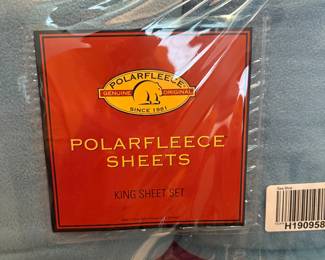 POLARFLEECE
GENUINE ORIGINAL
SINCE 1981
POLARFLEECE
SHEETS
KING SHEET SET
H190958